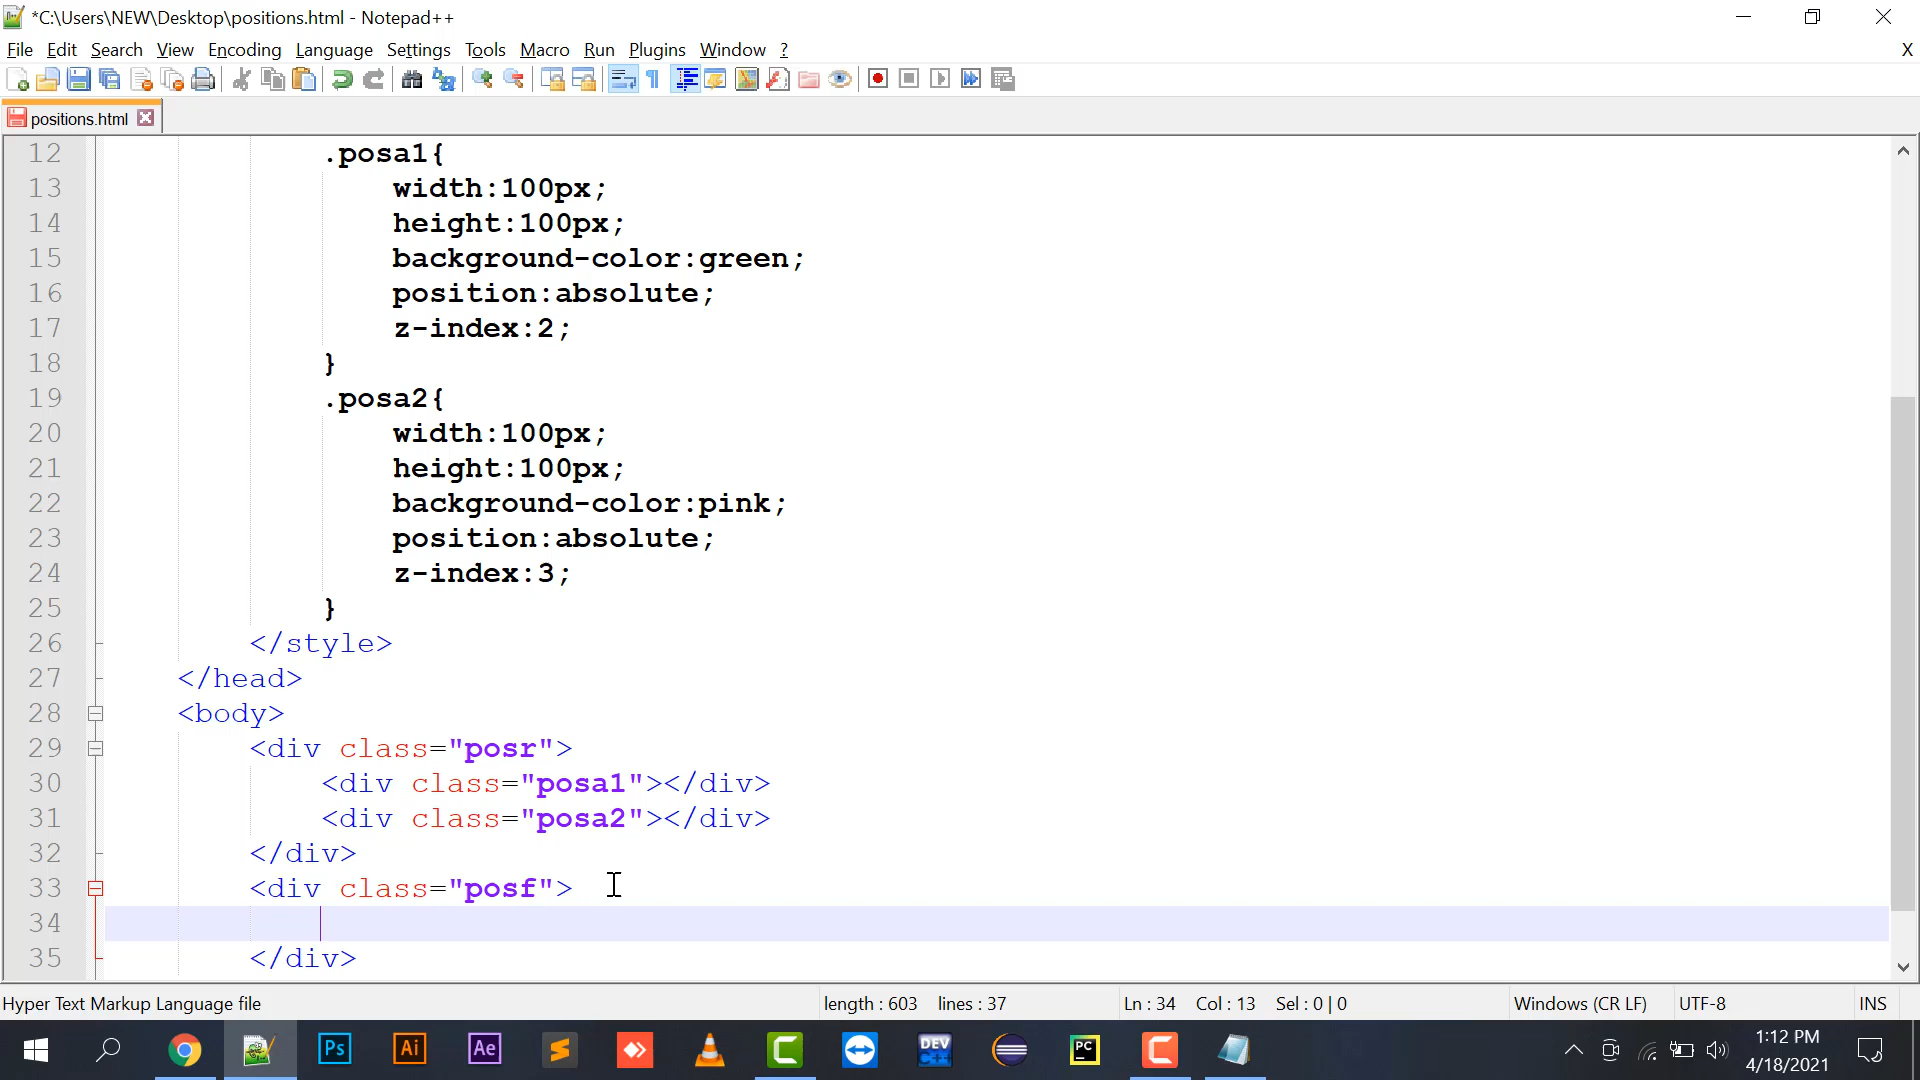 *C:\Users\NEW\Desktop\positions.html - Notepad++
File Edit Search View Encoding Language Settings Tools Macro Run Plugins Window ? X
positions.html
12 .posa1{
13 width:100px;
14 height:100px;
15 background-color:green;
16 position:absolute;
17 z-index:2;
18 }
19 .posa2{
20 width:100px;
21 height:100px;
22 background-color:pink;
23 position:absolute;
24 z-index:3;
25 }
26 </style>
27 </head>
28 <body>
29 <div class="posr">
30 <div class="posa1"></div>
31 <div class="posa2"></div>
32 </div>
33 <div class="posf">
34
35 </div>
Hyper Text Markup Language file length : 603 lines : 37 Ln : 34 Col : 13 Sel : 0 | 0 Windows (CR LF) UTF-8 INS
Ps Ai Ae DEV C++ PC
1:12 PM
4/18/2021